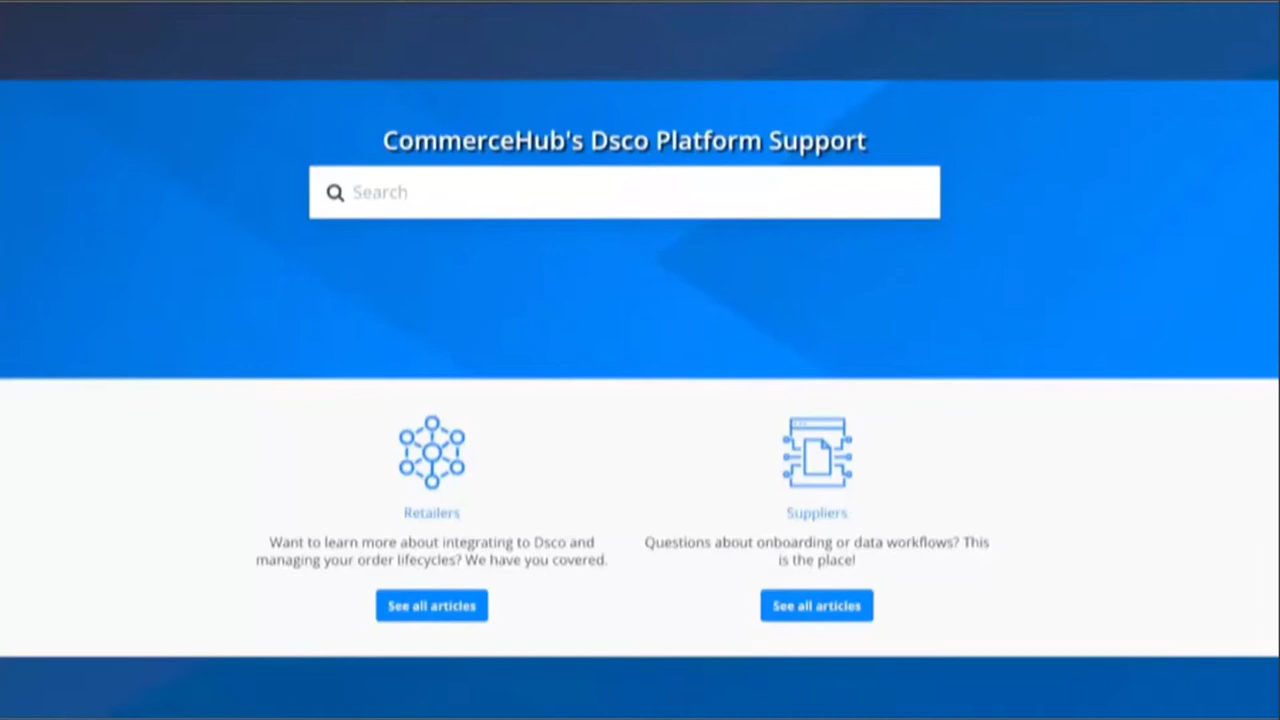 CommerceHub's Dsco Platform Support
Search
Retailers
Want to learn more about integrating to Dsco and
managing your order lifecycles? We have you covered.
See all articles
Suppliers
Questions about onboarding or data workflows? This
is the place!
See all articles